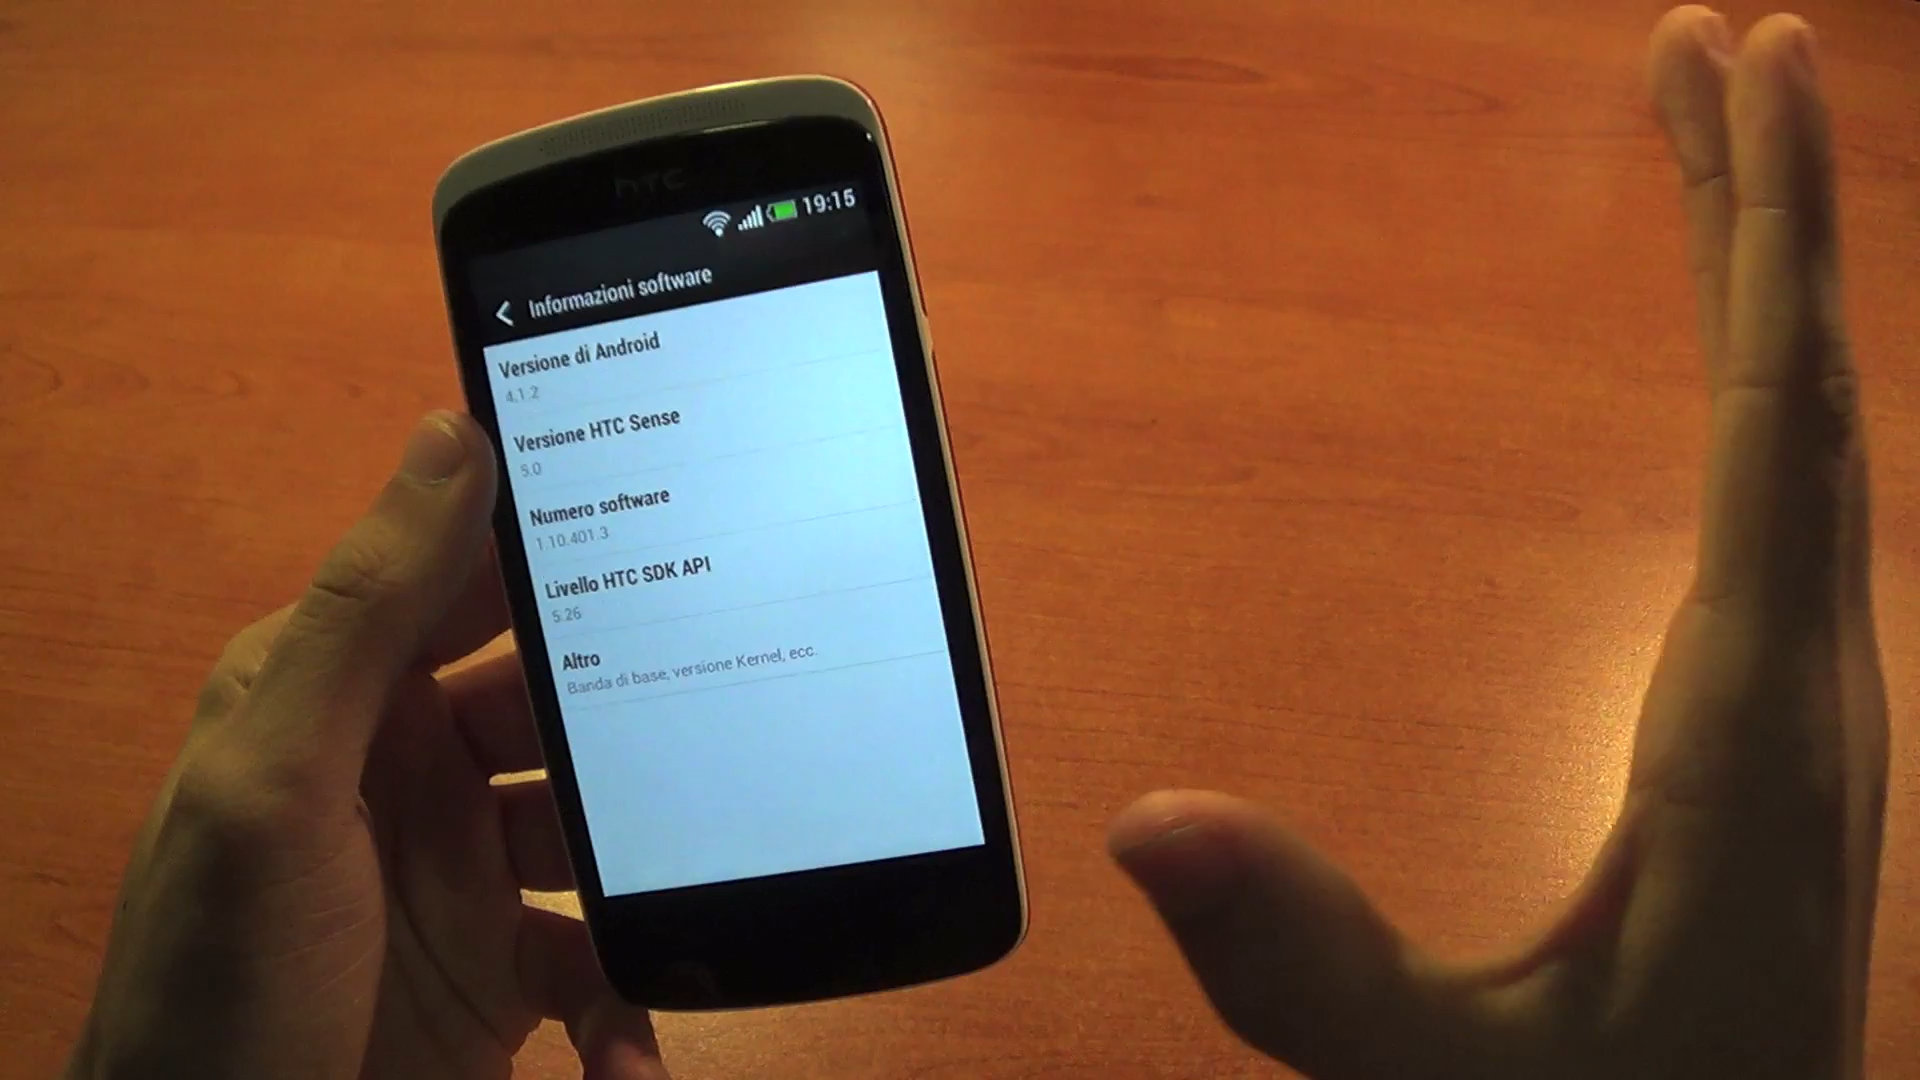 hTC
19:15
Informazioni software
Versione di Android
4.1.2
Versione HTC Sense
5.0
Numero software
1.10.401.3
Livello HTC SDK API
5.26
Altro
Banda di base, versione Kernel, ecc.